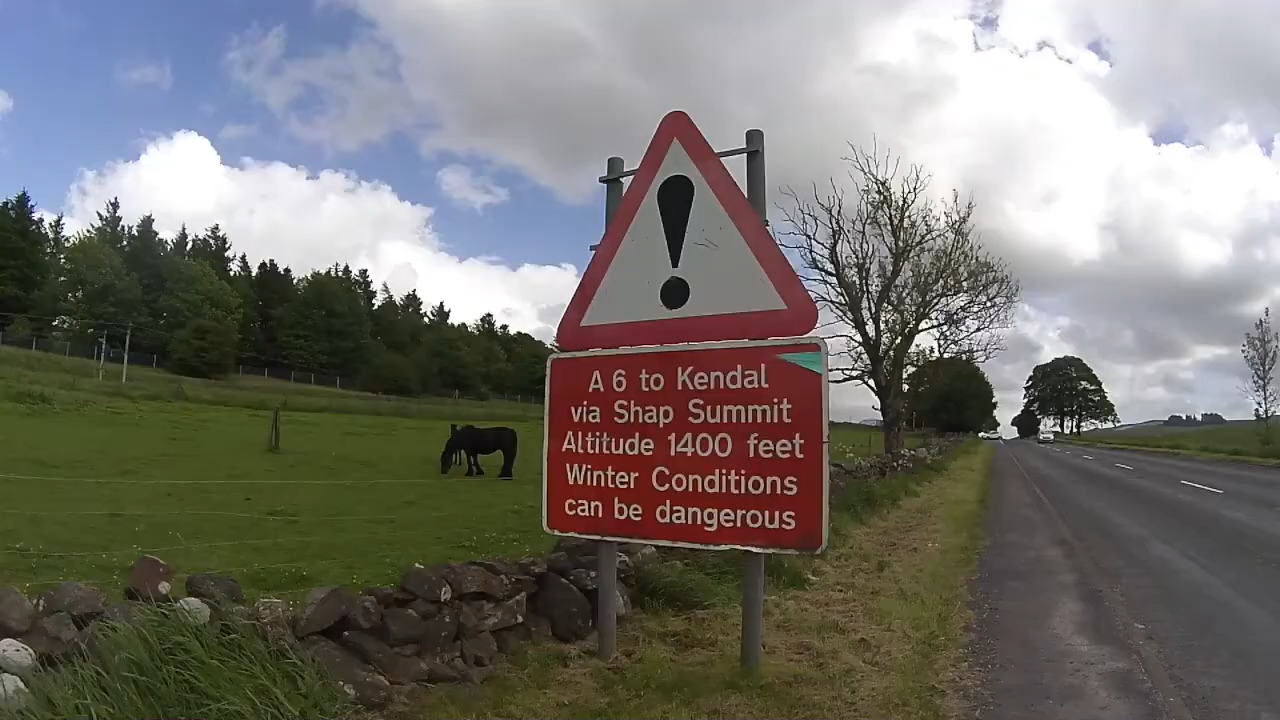 !
A 6 to Kendal
via Shap Summit
Altitude 1400 feet
Winter Conditions
can be dangerous